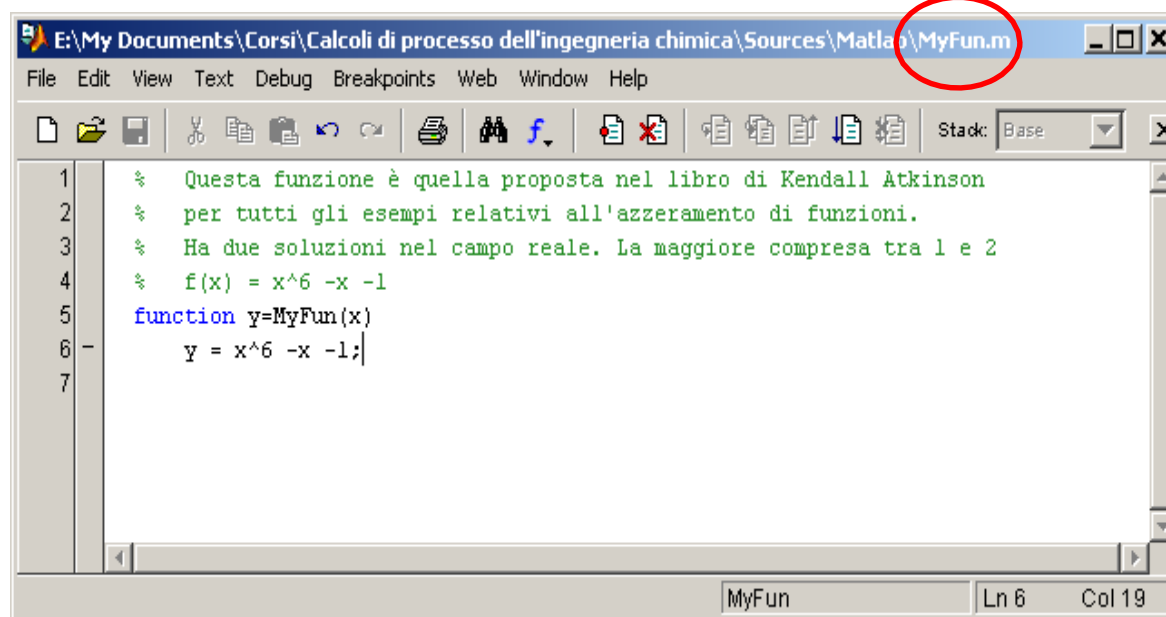 E:\My Documents\Corsi\Calcoli di processo dell'ingegneria chimica\Sources\Matlab\MyFun.m
File Edit View Text Debug Breakpoints Web Window Help
Stack: Base
1 % Questa funzione è quella proposta nel libro di Kendall Atkinson
2 % per tutti gli esempi relativi all'azzeramento di funzioni.
3 % Ha due soluzioni nel campo reale. La maggiore compresa tra 1 e 2
4 % f(x) = x^6 -x -1
5 function y=MyFun(x)
6 - y = x^6 -x -1;
7
MyFun Ln 6 Col 19